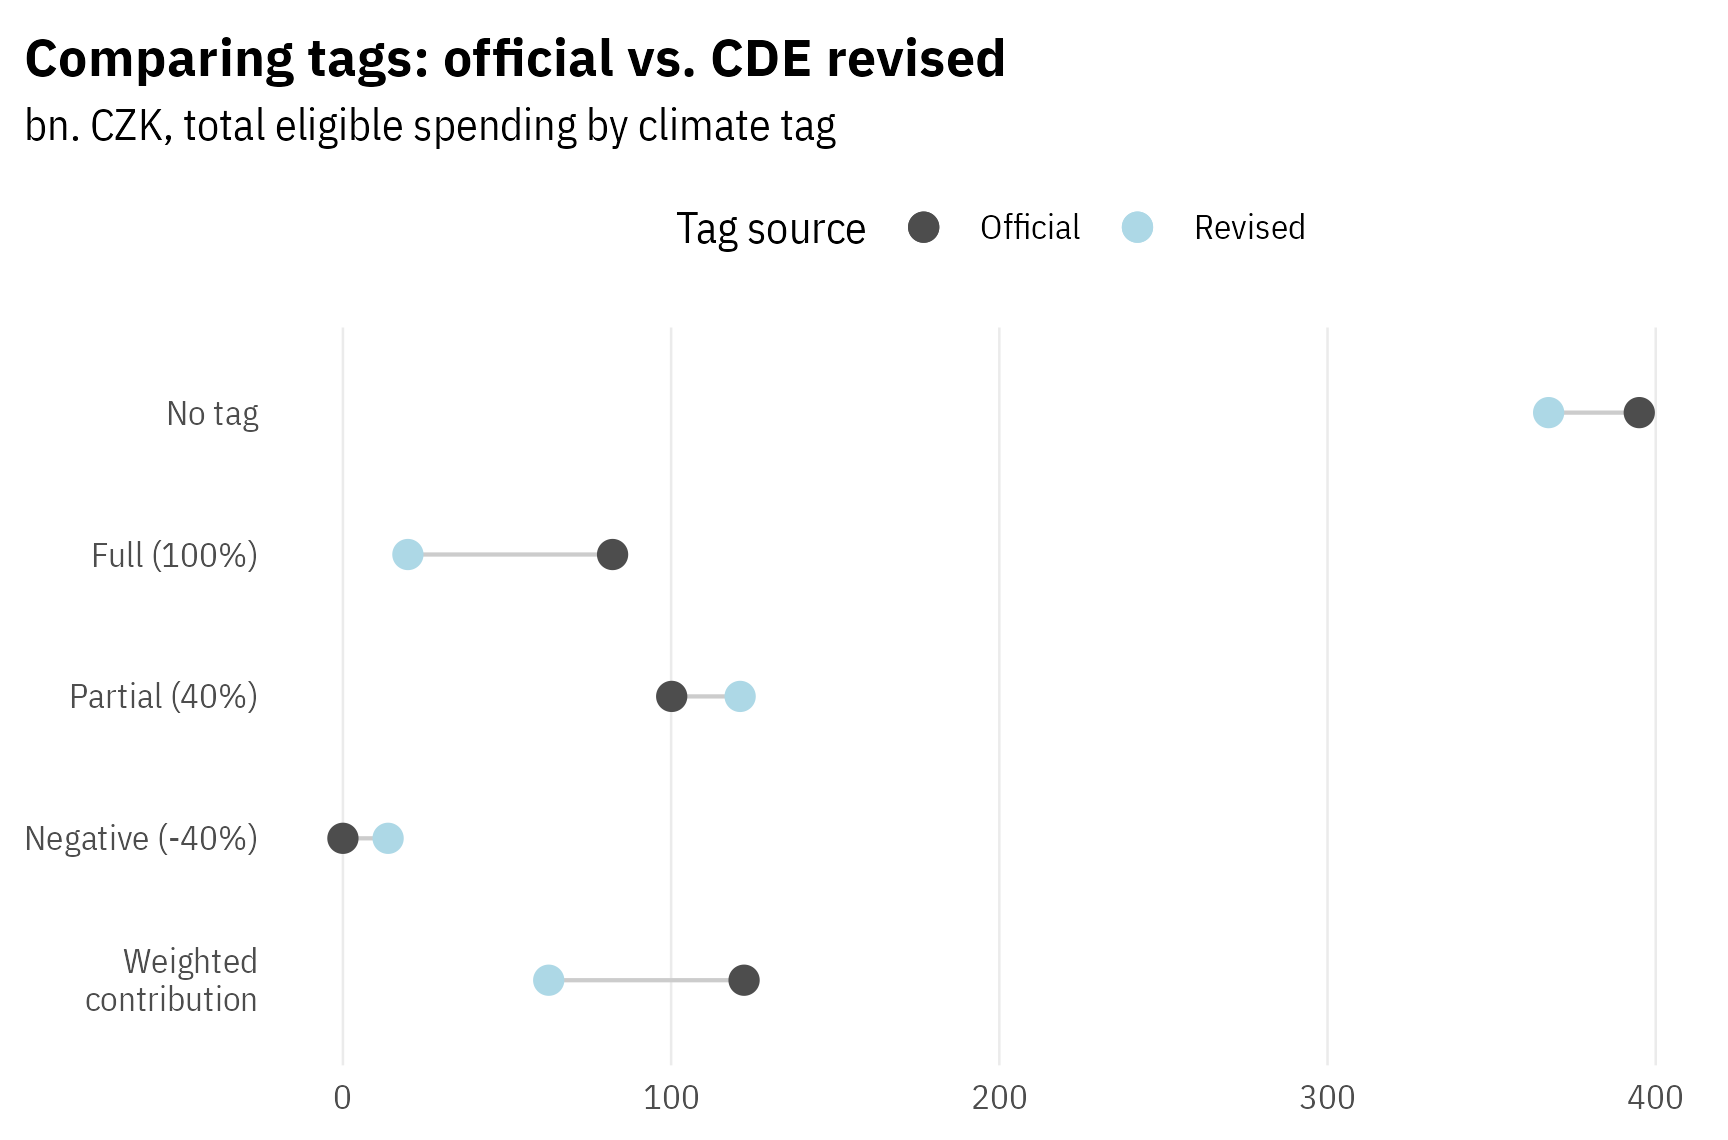 Comparing tags: official vs. CDE revised
bn. CZK, total eligible spending by climate tag
Tag source Official Revised
No tag
Full (100%)
Partial (40%)
Negative (-40%)
Weighted
contribution
0 100 200 300 400